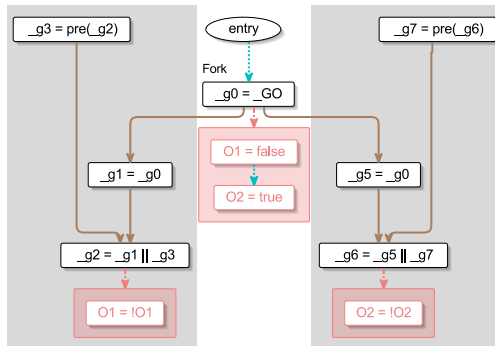 _g3 = pre(_g2)
entry
_g7 = pre(_g6)
Fork
_g0 = _GO
O1 = false
_g1 = _g0
_g5 = _g0
O2 = true
_g2 = _g1 || _g3
_g6 = _g5 || _g7
O1 = !O1
O2 = !O2